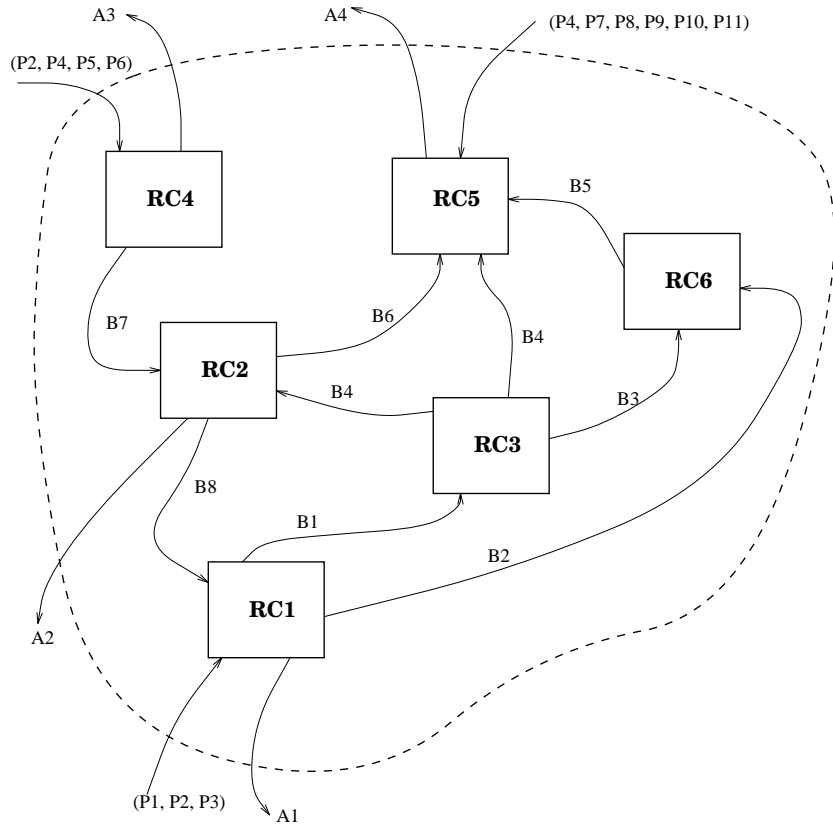 A3
A4
(P4, P7, P8, P9, P10, P11)
(P2, P4, P5, P6)
RC4
RC5
B5
RC6
B7
B6
B4
RC2
B4
B3
RC3
B8
B1
B2
RC1
A2
(P1, P2, P3)
A1